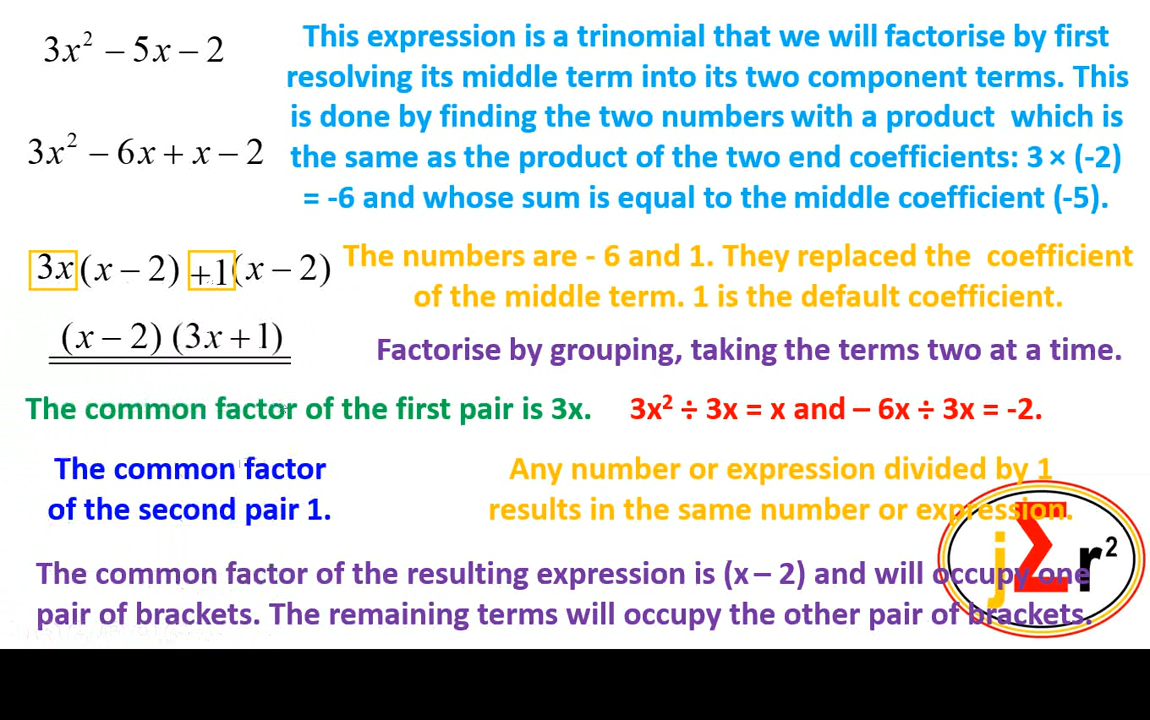 3x² – 5x – 2
This expression is a trinomial that we will factorise by first
resolving its middle term into its two component terms. This
is done by finding the two numbers with a product which is
3x² – 6x + x – 2
the same as the product of the two end coefficients: 3 × (-2)
= -6 and whose sum is equal to the middle coefficient (-5).
3x(x – 2) +1(x – 2)
The numbers are - 6 and 1. They replaced the coefficient
of the middle term. 1 is the default coefficient.
(x – 2) (3x + 1)
Factorise by grouping, taking the terms two at a time.
The common factor of the first pair is 3x.
3x² ÷ 3x = x and – 6x ÷ 3x = -2.
The common factor
of the second pair 1.
Any number or expression divided by 1
results in the same number or expression.
The common factor of the resulting expression is (x – 2) and will occupy one
pair of brackets. The remaining terms will occupy the other pair of brackets.
jΣr²